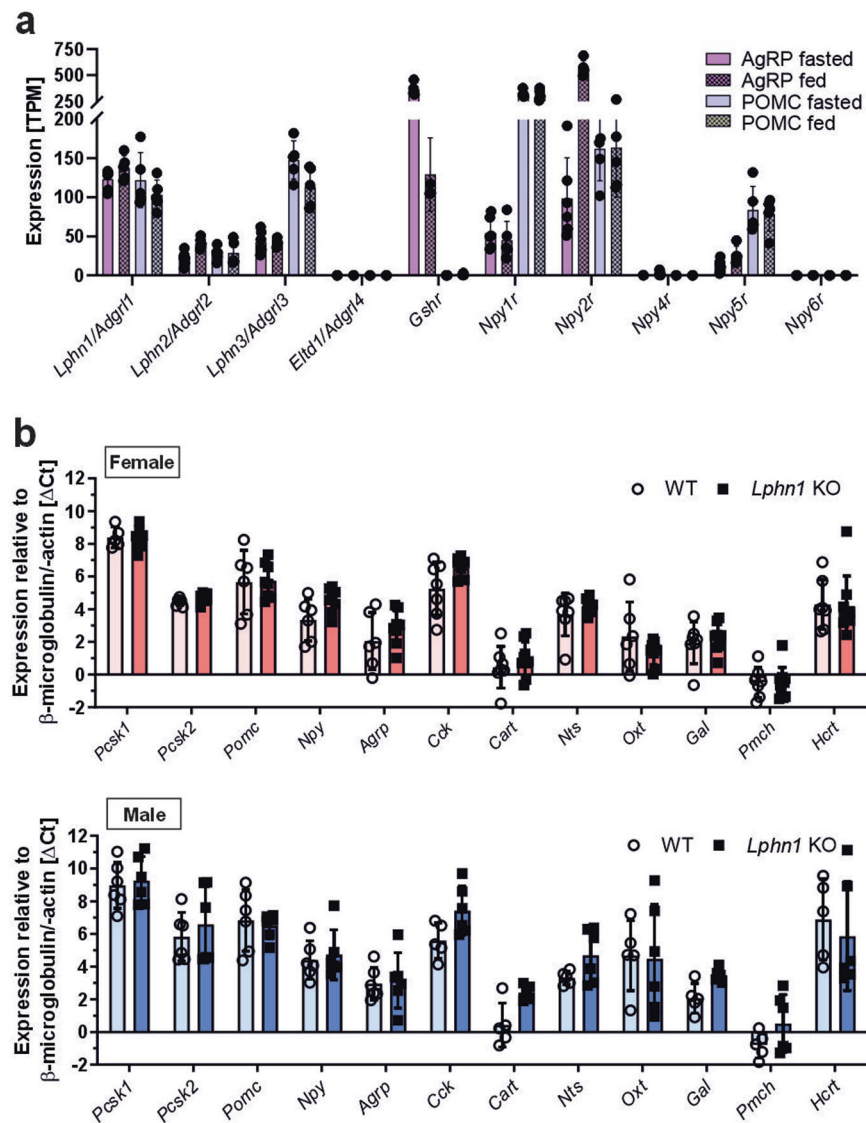 a
Expression [TPM]
750
500
250
200
150
100
50
0
AgRP fasted
AgRP fed
POMC fasted
POMC fed
Lphn1/Adgrl1
Lphn2/Adgrl2
Lphn3/Adgrl3
Eltd1/Adgrl4
Gshr
Npy1r
Npy2r
Npy4r
Npy5r
Npy6r
b
Female
Expression relative to
β-microglobulin/-actin [ΔCt]
12
10
8
6
4
2
0
-2
WT
Lphn1 KO
Pcsk1
Pcsk2
Pomc
Npy
Agrp
Cck
Cart
Nts
Oxt
Gal
Pmch
Hcrt
Male
Expression relative to
β-microglobulin/-actin [ΔCt]
12
10
8
6
4
2
0
-2
WT
Lphn1 KO
Pcsk1
Pcsk2
Pomc
Npy
Agrp
Cck
Cart
Nts
Oxt
Gal
Pmch
Hcrt